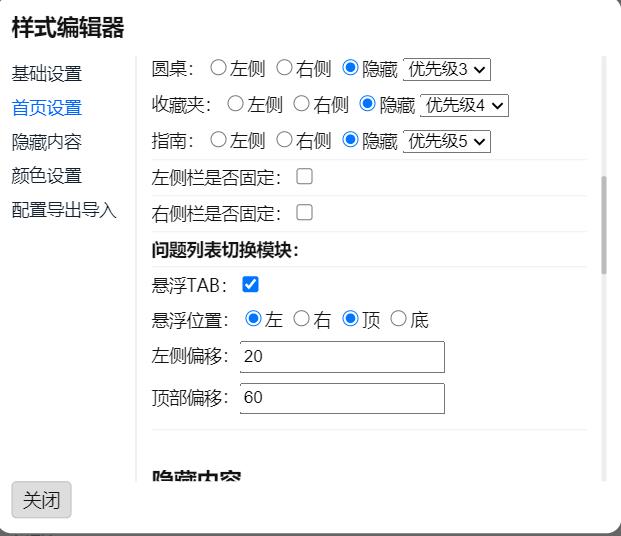 样式编辑器
基础设置
首页设置
隐藏内容
颜色设置
配置导出导入
圆桌： 左侧 右侧 隐藏 优先级3
收藏夹： 左侧 右侧 隐藏 优先级4
指南： 左侧 右侧 隐藏 优先级5
左侧栏是否固定：
右侧栏是否固定：
问题列表切换模块：
悬浮TAB：
悬浮位置： 左 右 顶 底
左侧偏移： 20
顶部偏移： 60
隐藏内容
关闭